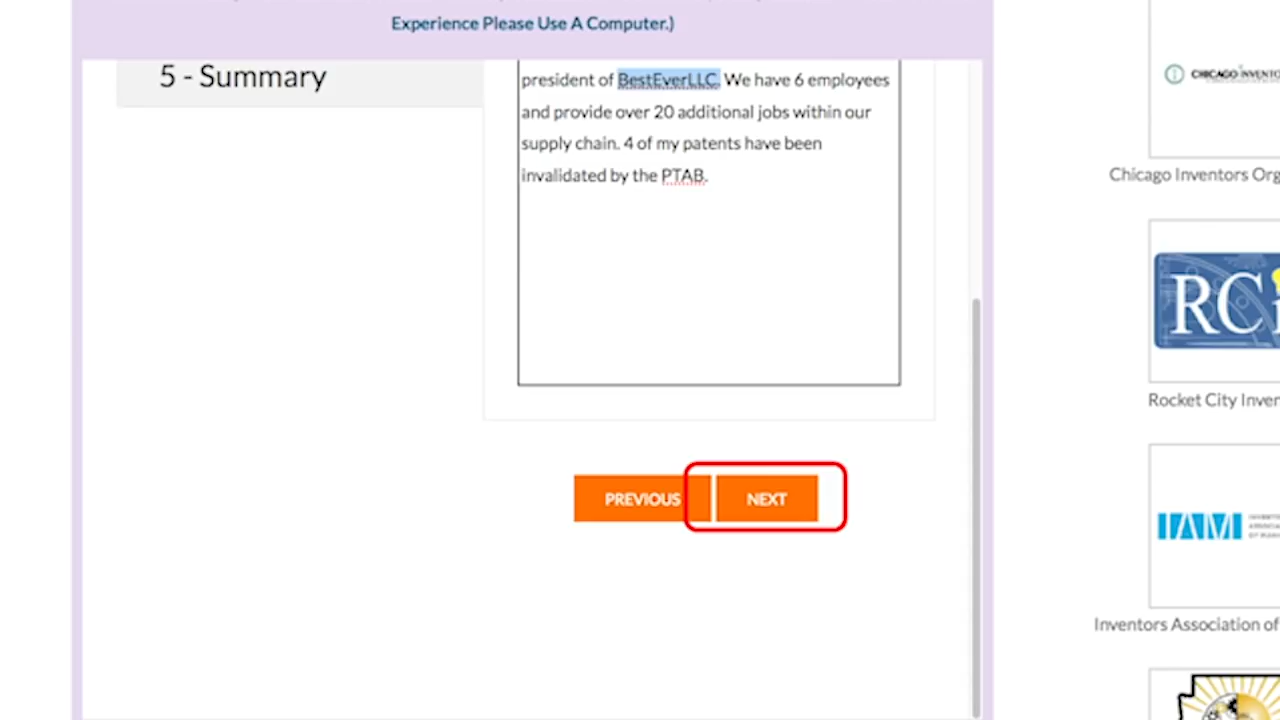 Experience Please Use A Computer.)
5 - Summary
president of BestEverLLC. We have 6 employees
and provide over 20 additional jobs within our
supply chain. 4 of my patents have been
invalidated by the PTAB.
PREVIOUS
NEXT
CHICAGO INVENTO
Chicago Inventors Org
RC
Rocket City Inven
IAM
Inventors Association of